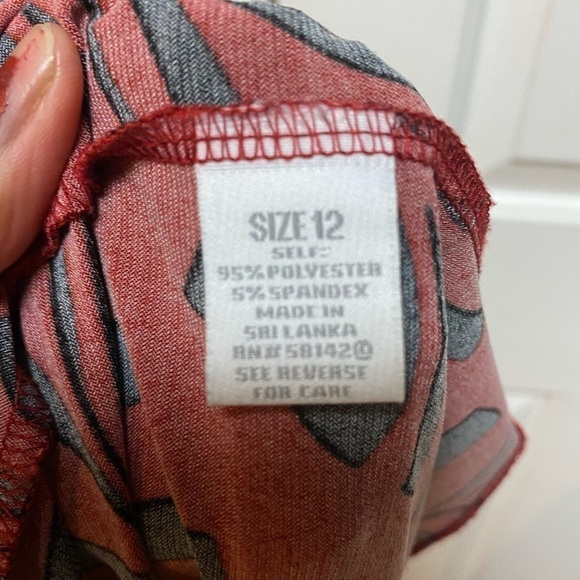 SIZE 12
SELF:
95% POLYESTER
5% SPANDEX
MADE IN
SRI LANKA
RN# 58142 ⓤ
SEE REVERSE
FOR CARE